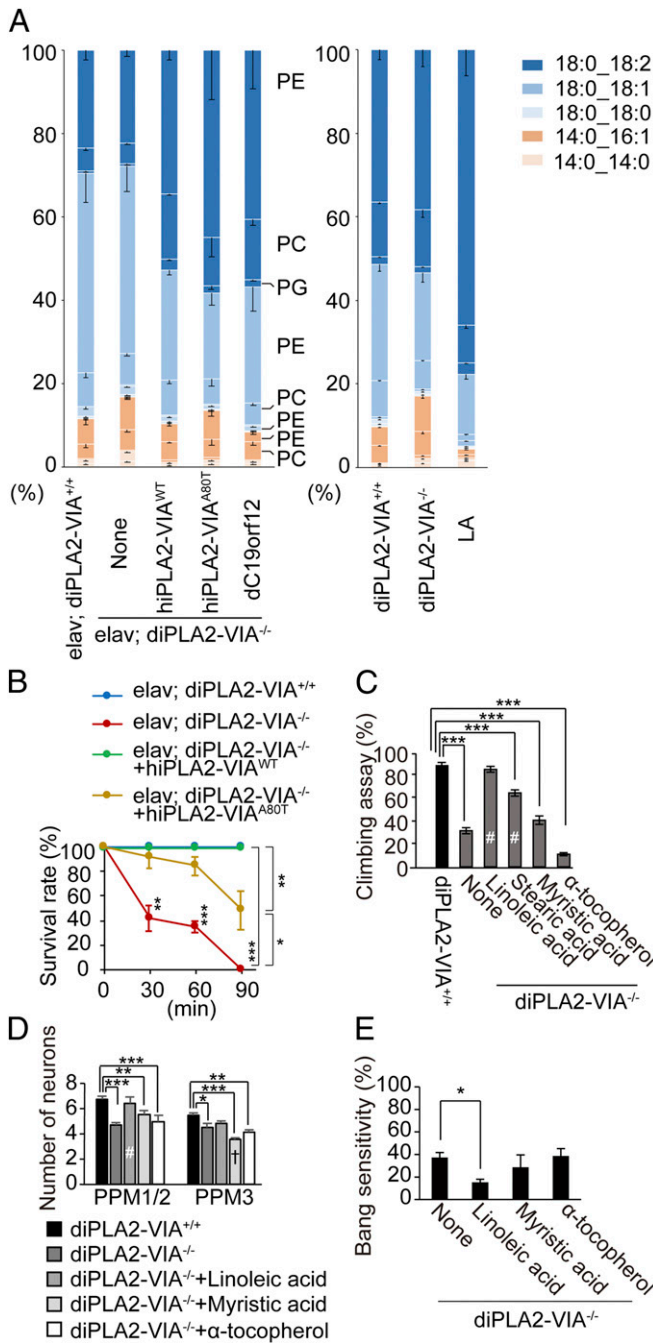 A
100
80
60
40
20
0
(%)
PE
PC
PG
PE
PC
PE
PE
PC
elav; diPLA2-VIA+/+
None
hiPLA2-VIAWT
hiPLA2-VIAA80T
dC19orf12
elav; diPLA2-VIA-/-
100
80
60
40
20
0
(%)
diPLA2-VIA+/+
diPLA2-VIA-/-
LA
18:0_18:2
18:0_18:1
18:0_18:0
14:0_16:1
14:0_14:0
B
elav; diPLA2-VIA+/+
elav; diPLA2-VIA-/-
elav; diPLA2-VIA-/-
+hiPLA2-VIAWT
elav; diPLA2-VIA-/-
+hiPLA2-VIAA80T
Survival rate (%)
100
80
60
40
20
0
**
***
***
**
*
0 30 60 90
(min)
C
***
***
***
***
Climbing assay (%)
100
80
60
40
20
0
# #
diPLA2-VIA+/+
None
Linoleic acid
Stearic acid
Myristic acid
α-tocopherol
diPLA2-VIA-/-
D
Number of neurons
8
6
4
2
0
***
**
***
#
**
***
*
†
PPM1/2 PPM3
diPLA2-VIA+/+
diPLA2-VIA-/-
diPLA2-VIA-/-+Linoleic acid
diPLA2-VIA-/-+Myristic acid
diPLA2-VIA-/-+α-tocopherol
E
Bang sensitivity (%)
100
80
60
40
20
0
*
None
Linoleic acid
Myristic acid
α-tocopherol
diPLA2-VIA-/-